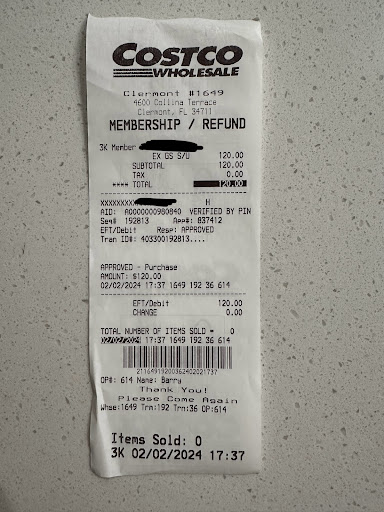 COSTCO
WHOLESALE
Clermont #1649
4600 Collina Terrace
Clermont, FL 34711
MEMBERSHIP / REFUND
3K Member
EX GS S/U 120.00
SUBTOTAL 120.00
TAX 0.00
**** TOTAL 120.00
XXXXXXXXX H
AID: A0000000980840 VERIFIED BY PIN
Seq# 192813 App#: 837412
EFT/Debit Resp: APPROVED
Tran ID#: 403300192813....
APPROVED - Purchase
AMOUNT: $120.00
02/02/2024 17:37 1649 192 36 614
EFT/Debit 120.00
CHANGE 0.00
TOTAL NUMBER OF ITEMS SOLD = 0
02/02/2024 17:37 1649 192 36 614
21164919200362402021737
OP#: 614 Name: Barry
Thank You!
Please Come Again
Whse:1649 Trm:192 Trn:36 OP:614
Items Sold: 0
3K 02/02/2024 17:37